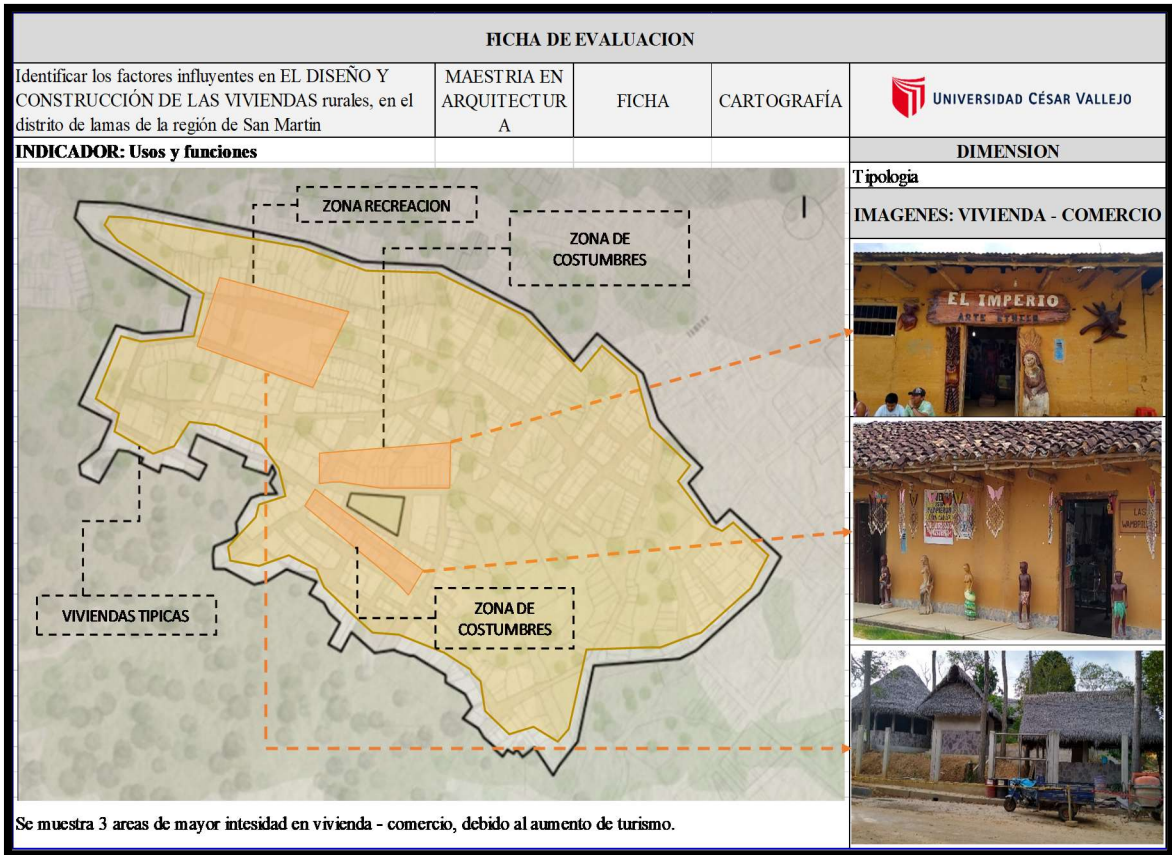 FICHA DE EVALUACION
Identificar los factores influyentes en EL DISEÑO Y
CONSTRUCCIÓN DE LAS VIVIENDAS rurales, en el
distrito de lamas de la región de San Martin
MAESTRIA EN
ARQUITECTUR
A
FICHA
CARTOGRAFÍA
UNIVERSIDAD CÉSAR VALLEJO
INDICADOR: Usos y funciones
DIMENSION
Tipologia
IMAGENES: VIVIENDA - COMERCIO
ZONA RECREACION
ZONA DE
COSTUMBRES
VIVIENDAS TIPICAS
ZONA DE
COSTUMBRES
EL IMPERIO
ARTE ETNICO
LAS
Se muestra 3 areas de mayor intesidad en vivienda - comercio, debido al aumento de turismo.